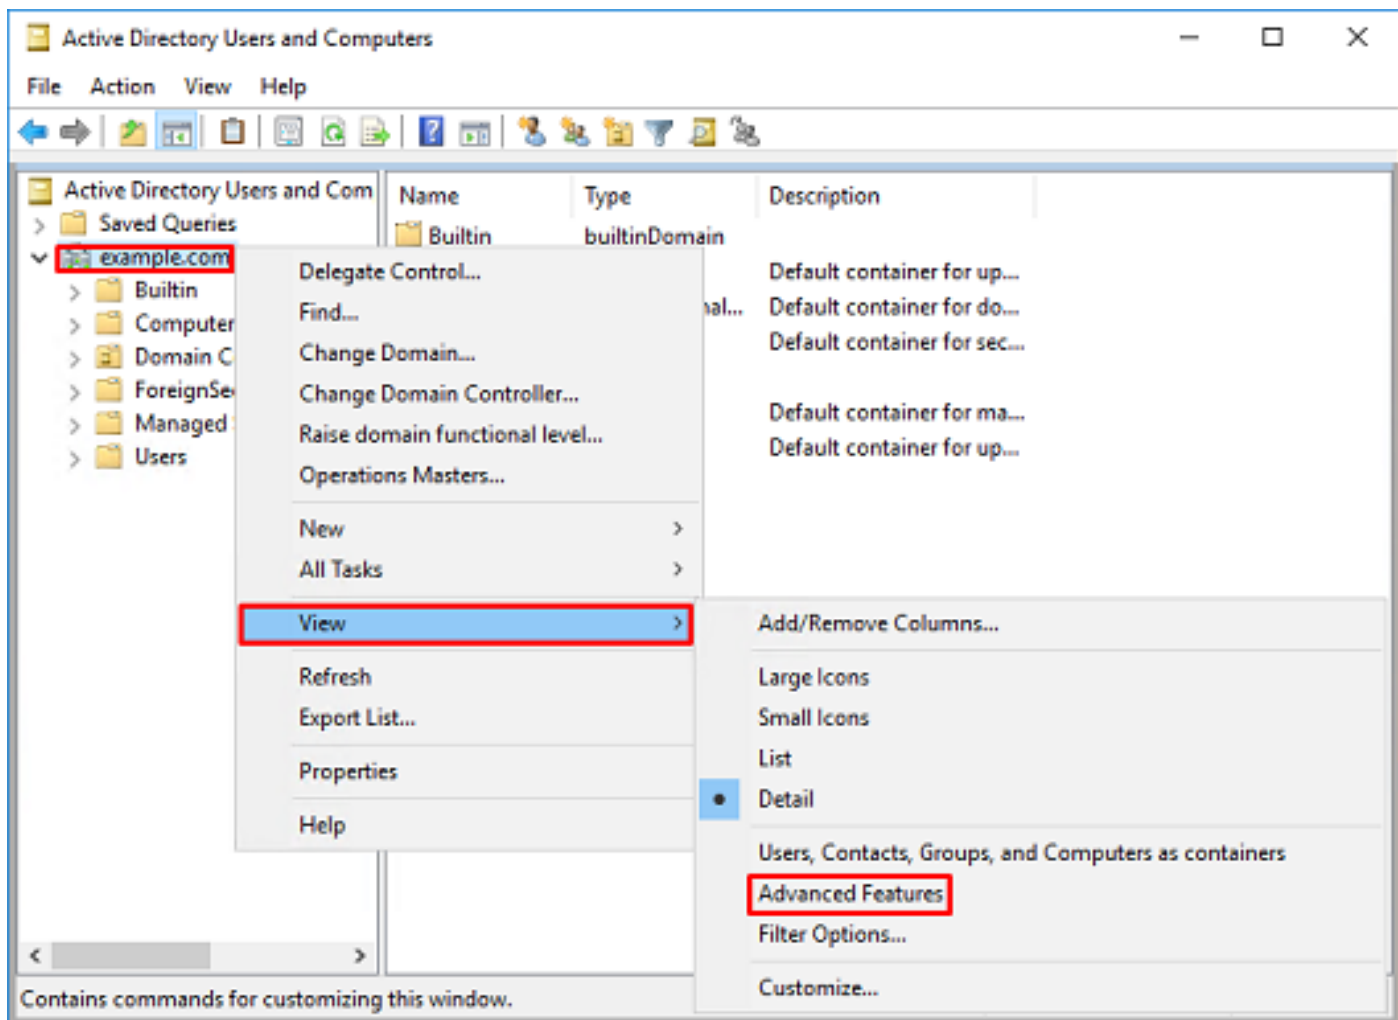 Active Directory Users and Computers
File Action View Help
Active Directory Users and Com
Name Type Description
Saved Queries
Builtin builtinDomain
example.com
Builtin
Computer
Domain C
ForeignSe
Managed
Users
Delegate Control...
Find...
Change Domain...
Change Domain Controller...
Raise domain functional level...
Operations Masters...
New
All Tasks
View
Refresh
Export List...
Properties
Help
Default container for up...
nal... Default container for do...
Default container for sec...
Default container for ma...
Default container for up...
Add/Remove Columns...
Large Icons
Small Icons
List
Detail
Users, Contacts, Groups, and Computers as containers
Advanced Features
Filter Options...
Customize...
Contains commands for customizing this window.